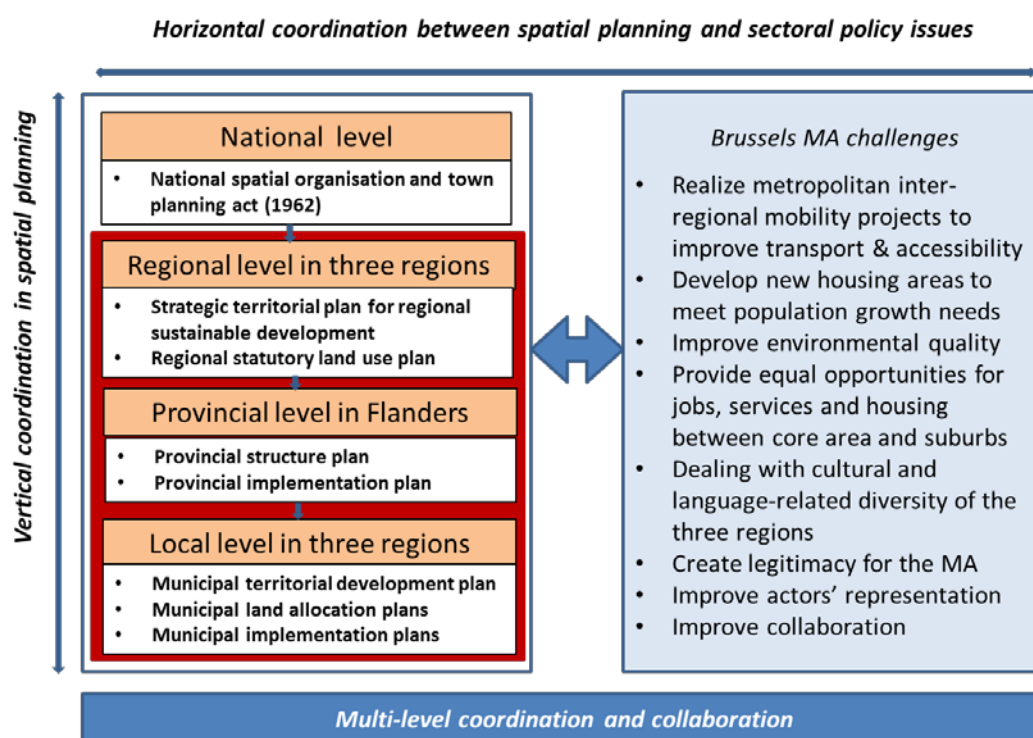 Horizontal coordination between spatial planning and sectoral policy issues
Vertical coordination in spatial planning
National level
• National spatial organisation and town
planning act (1962)
Regional level in three regions
• Strategic territorial plan for regional
sustainable development
• Regional statutory land use plan
Provincial level in Flanders
• Provincial structure plan
• Provincial implementation plan
Local level in three regions
• Municipal territorial development plan
• Municipal land allocation plans
• Municipal implementation plans
Brussels MA challenges
• Realize metropolitan inter-
regional mobility projects to
improve transport & accessibility
• Develop new housing areas to
meet population growth needs
• Improve environmental quality
• Provide equal opportunities for
jobs, services and housing
between core area and suburbs
• Dealing with cultural and
language-related diversity of the
three regions
• Create legitimacy for the MA
• Improve actors’ representation
• Improve collaboration
Multi-level coordination and collaboration